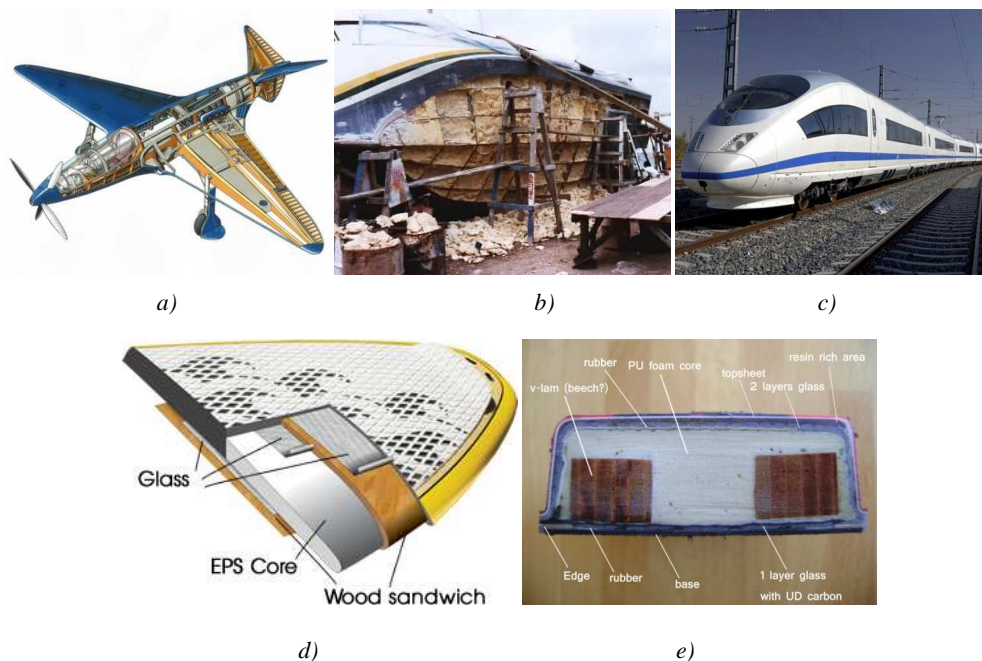 a)
b)
c)
Glass
EPS Core
Wood sandwich
rubber
PU foam core
topsheet
resin rich area
v-lam (beech?)
2 layers glass
Edge
rubber
base
1 layer glass
with UD carbon
d)
e)